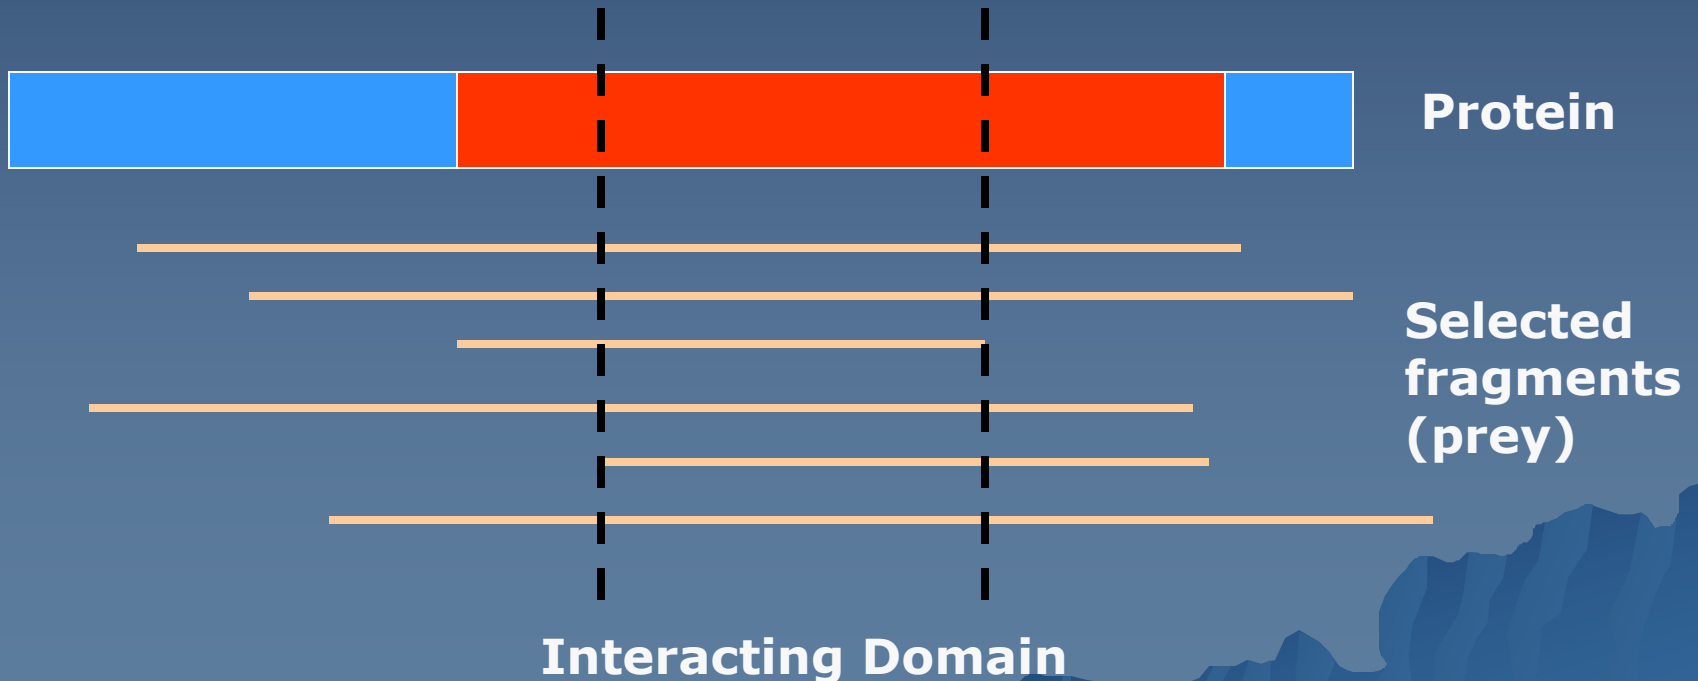 Protein
Selected
fragments
(prey)
Interacting Domain